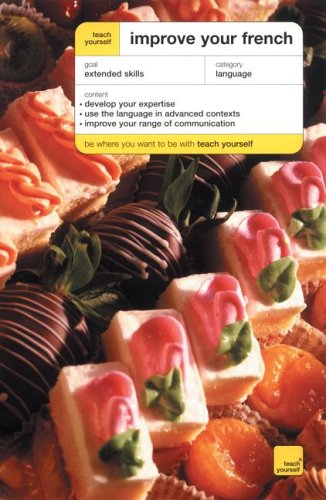 teach
yourself
improve your french
goal
extended skills
category
language
content
• develop your expertise
• use the language in advanced contexts
• improve your range of communication
be where you want to be with teach yourself
teach
yourself